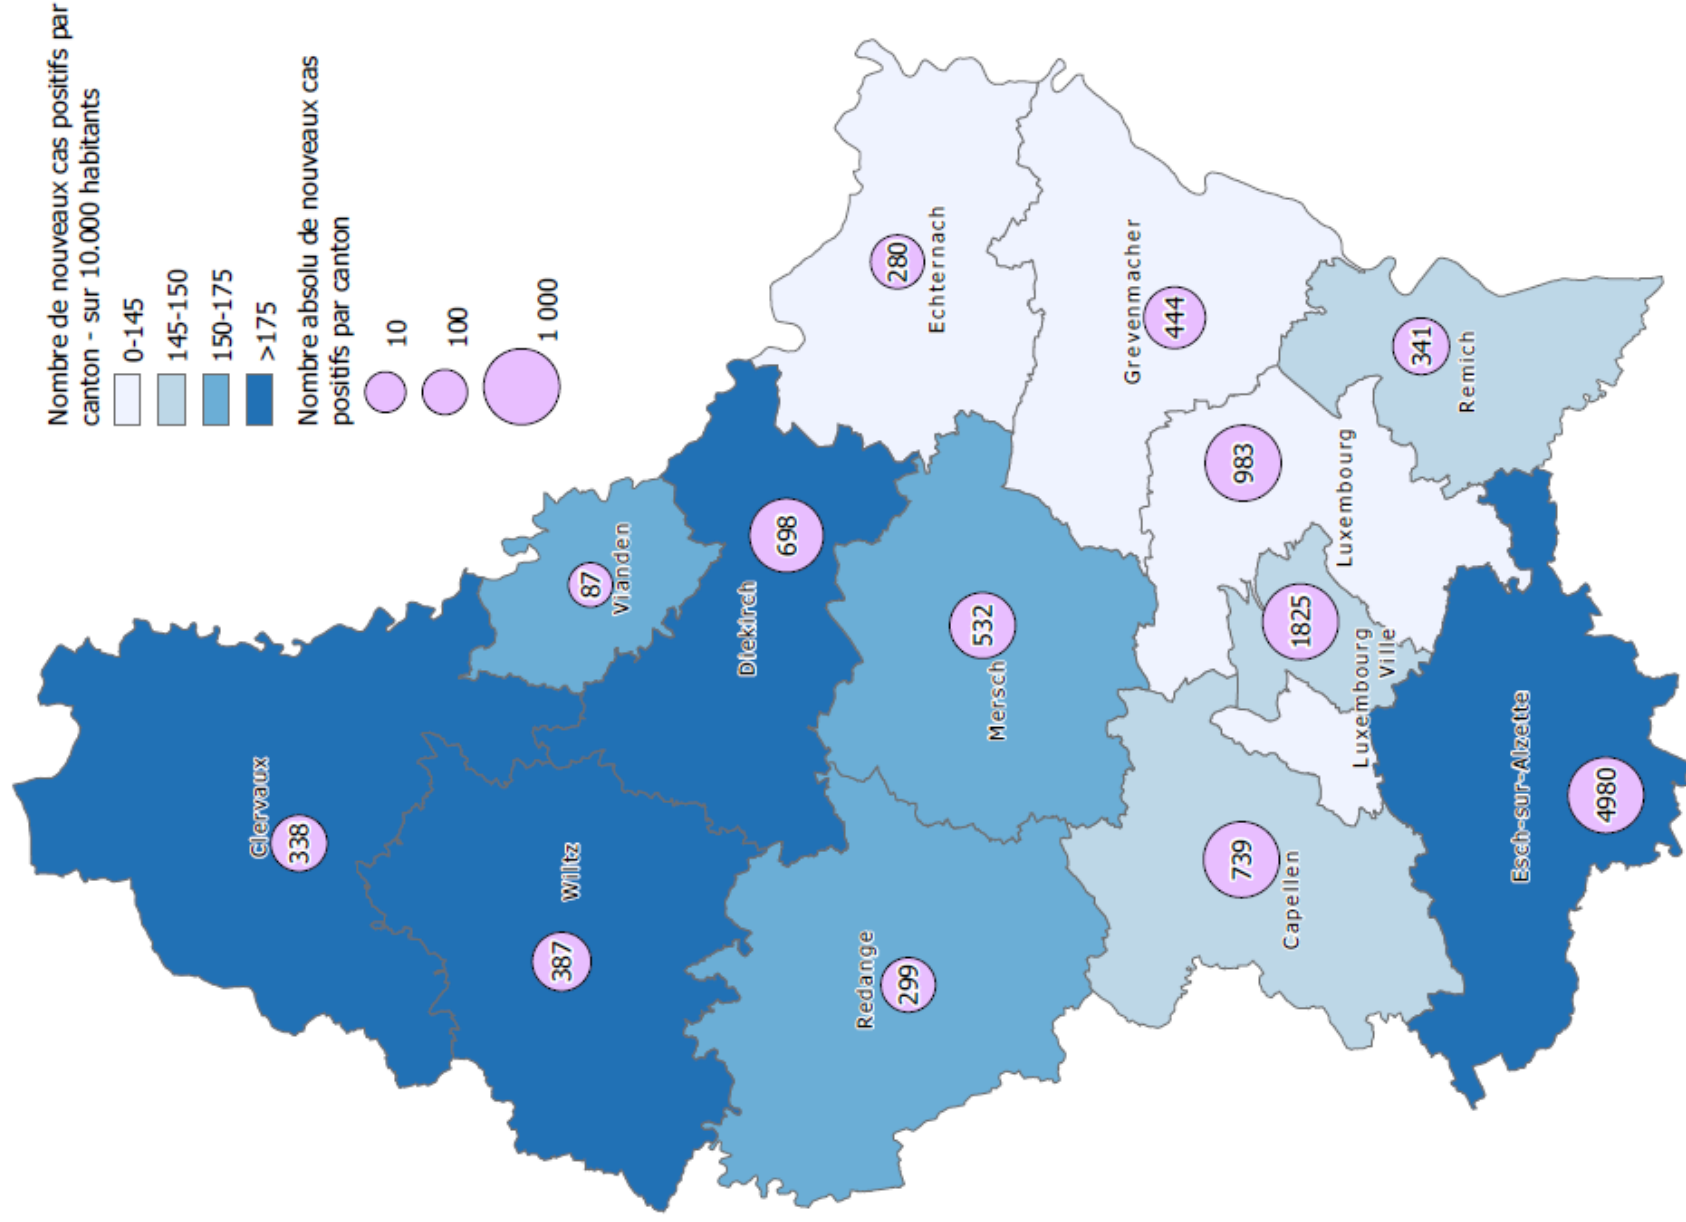 Nombre de nouveaux cas positifs par
canton - sur 10.000 habitants
0-145
145-150
150-175
>175
Nombre absolu de nouveaux cas
positifs par canton
10
100
1 000
Clervaux
338
Wiltz
387
87
Vianden
Diekirch
698
Redange
299
532
Mersch
280
Echternach
Grevenmacher
444
983
Luxembourg
1825
Luxembourg
Ville
739
Capellen
341
Remich
Esch-sur-Alzette
4980